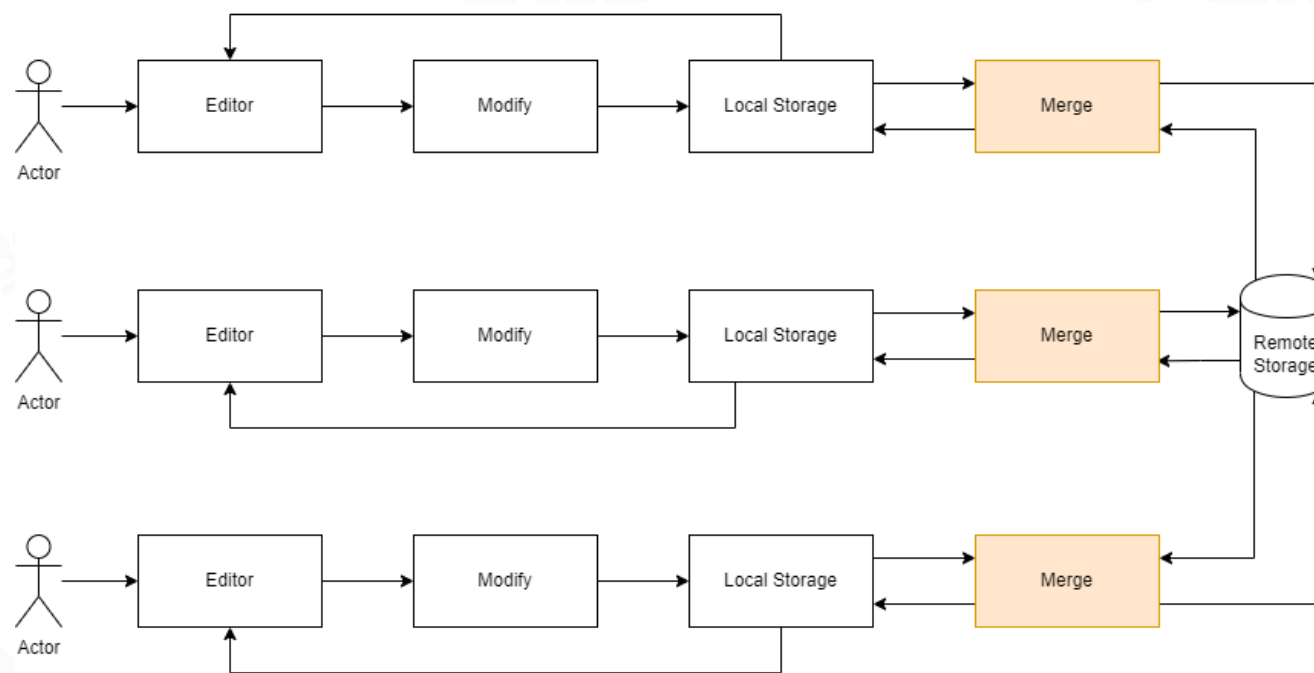 Editor
Modify
Local Storage
Merge
Actor
Editor
Modify
Local Storage
Merge
Remote
Storage
Actor
Editor
Modify
Local Storage
Merge
Actor